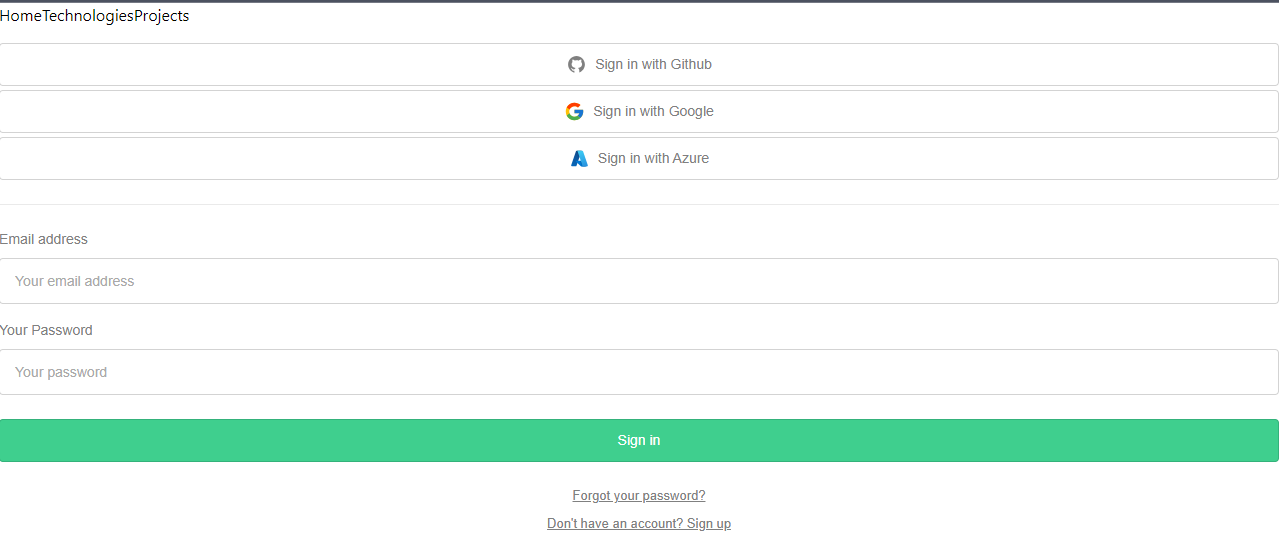 HomeTechnologiesProjects
Sign in with Github
Sign in with Google
Sign in with Azure
Email address
Your email address
Your Password
Your password
Sign in
Forgot your password?
Don't have an account? Sign up